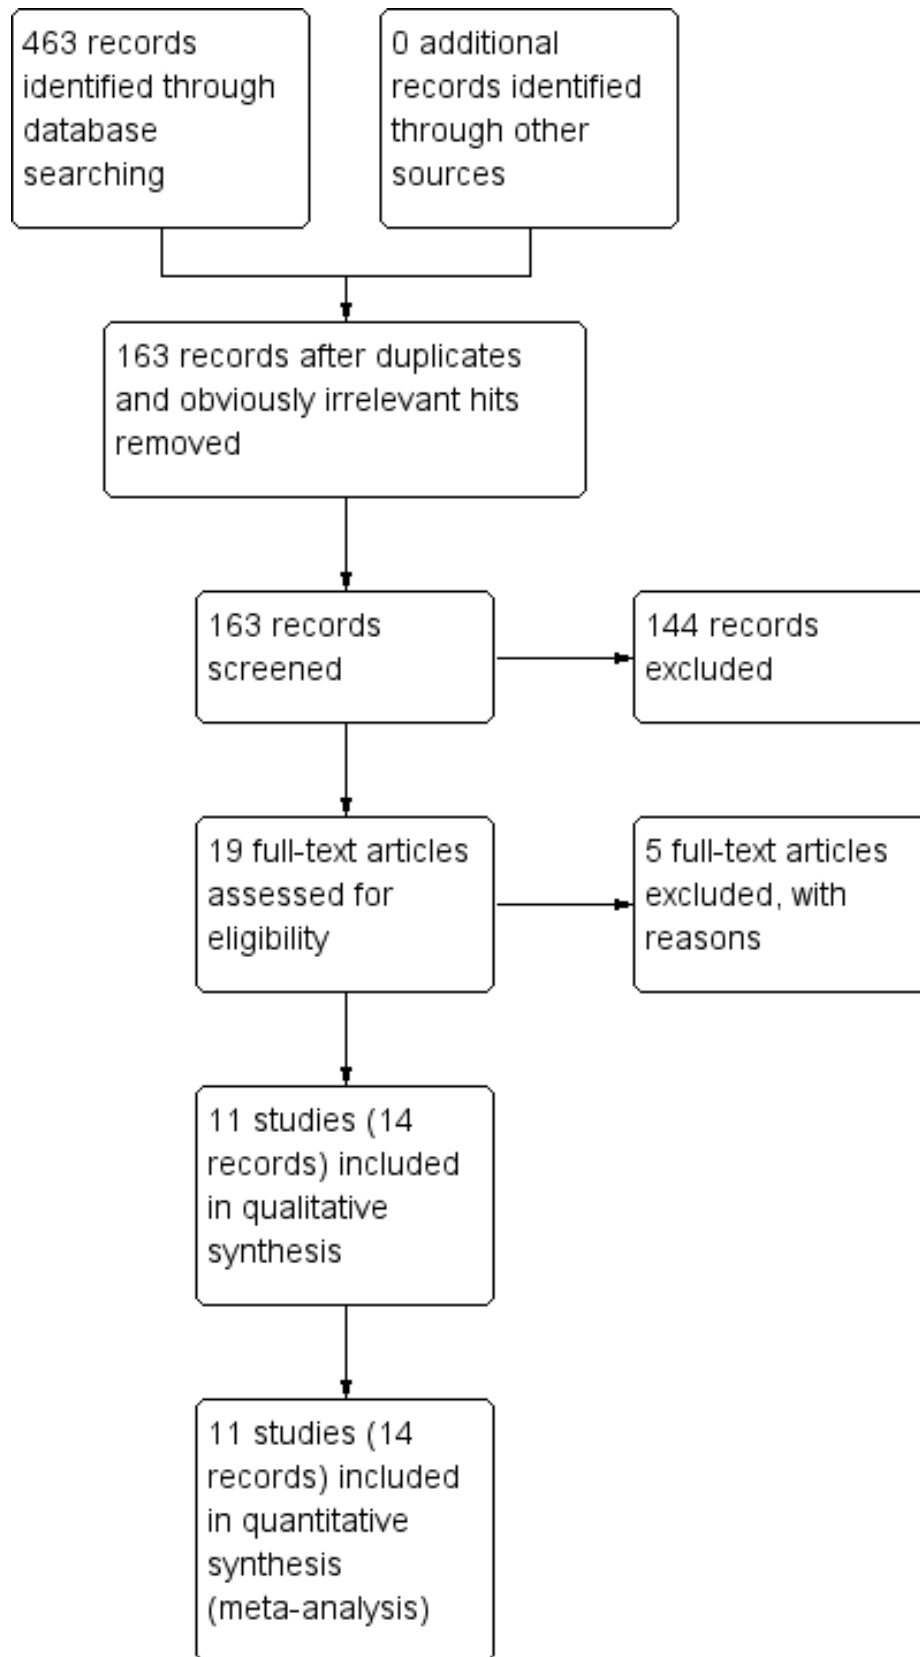 463 records
identified through
database
searching
0 additional
records identified
through other
sources
163 records after duplicates
and obviously irrelevant hits
removed
163 records
screened
144 records
excluded
19 full-text articles
assessed for
eligibility
5 full-text articles
excluded, with
reasons
11 studies (14
records) included
in qualitative
synthesis
11 studies (14
records) included
in quantitative
synthesis
(meta-analysis)